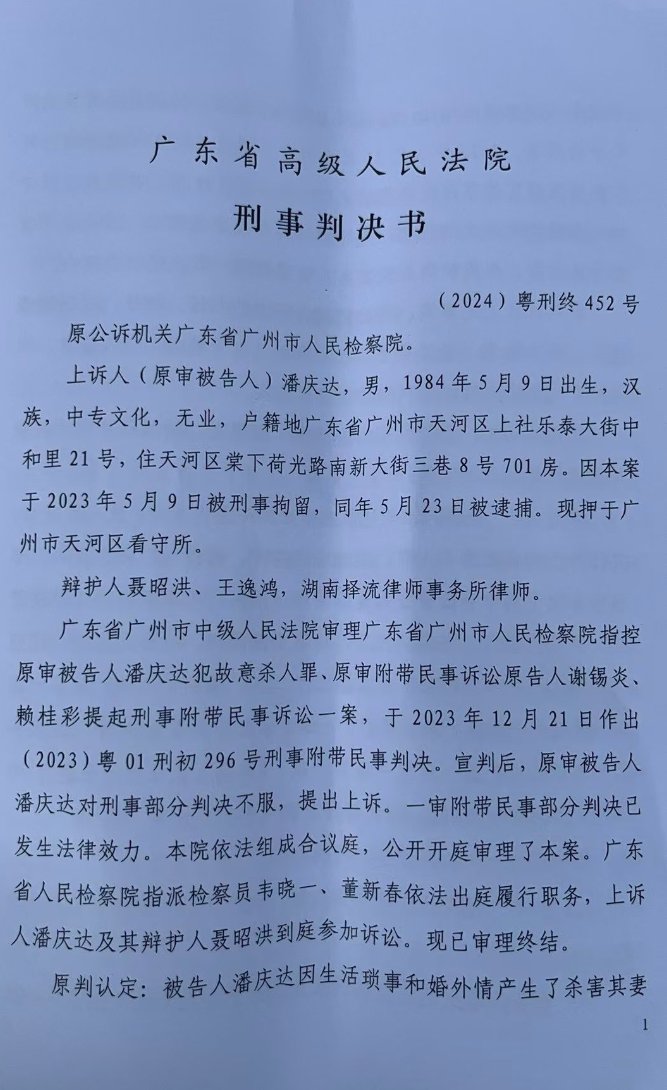 广东省高级人民法院
刑事判决书
（2024）粤刑终 452 号
原公诉机关广东省广州市人民检察院。
上诉人（原审被告人）潘庆达，男，1984 年 5 月 9 日出生，汉
族，中专文化，无业，户籍地广东省广州市天河区上社乐泰大街中
和里 21 号，住天河区棠下荷光路南新大街三巷 8 号 701 房。因本案
于 2023 年 5 月 9 日被刑事拘留，同年 5 月 23 日被逮捕。现押于广
州市天河区看守所。
辩护人聂昭洪、王逸鸿，湖南择流律师事务所律师。
广东省广州市中级人民法院审理广东省广州市人民检察院指控
原审被告人潘庆达犯故意杀人罪、原审附带民事诉讼原告人谢锡炎、
赖桂彩提起刑事附带民事诉讼一案，于 2023 年 12 月 21 日作出
（2023）粤 01 刑初 296 号刑事附带民事判决。宣判后，原审被告人
潘庆达对刑事部分判决不服，提出上诉。一审附带民事部分判决已
发生法律效力。本院依法组成合议庭，公开开庭审理了本案。广东
省人民检察院指派检察员韦晓一、董新春依法出庭履行职务，上诉
人潘庆达及其辩护人聂昭洪到庭参加诉讼。现已审理终结。
原判认定：被告人潘庆达因生活琐事和婚外情产生了杀害其妻
1